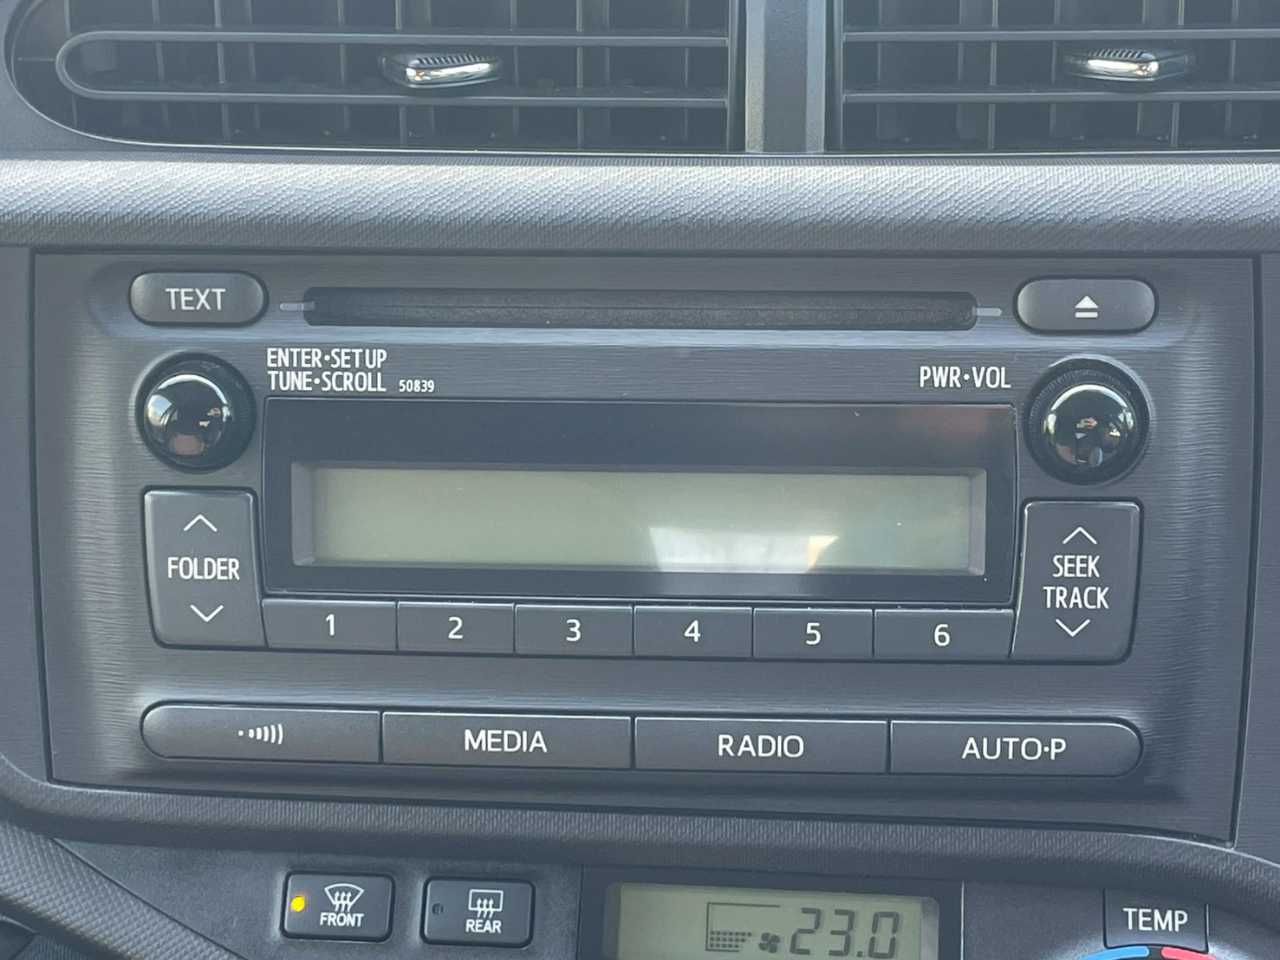 TEXT
ENTER•SETUP
TUNE•SCROLL 50839
PWR•VOL
FOLDER
SEEK
TRACK
1 2 3 4 5 6
MEDIA RADIO AUTO•P
FRONT
REAR
23.0
TEMP